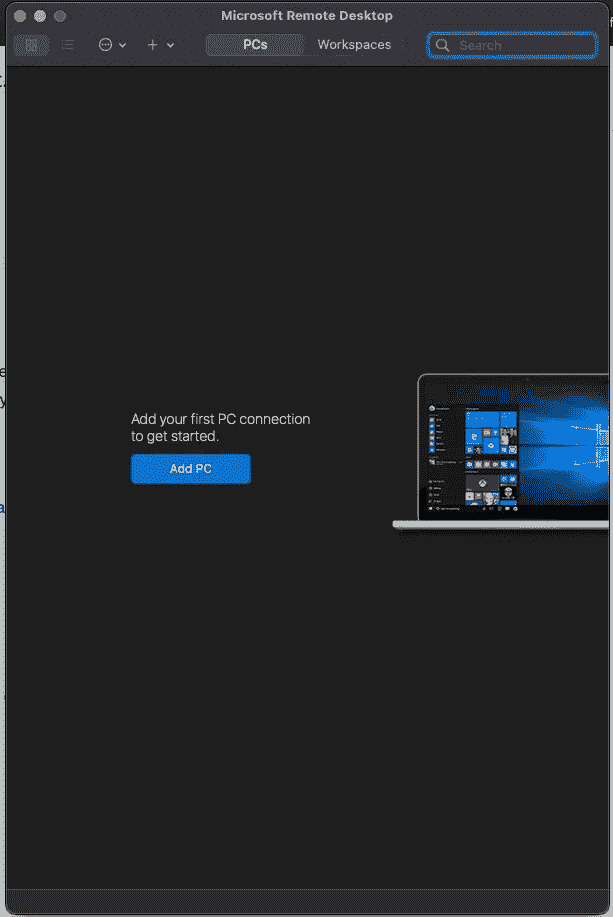 Microsoft Remote Desktop
PCs
Workspaces
Search
Add your first PC connection
to get started.
Add PC